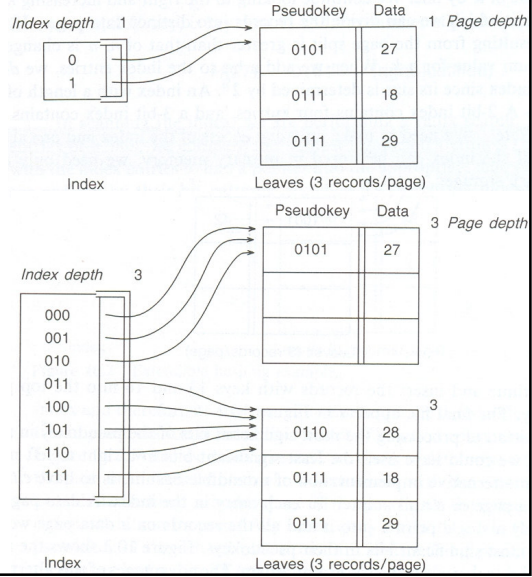 Pseudokey Data
Index depth 1
1 Page depth
0
0101 27
0111 18
0111 29
Index
Leaves (3 records/page)
Pseudokey Data
3 Page depth
0101 27
Index depth 3
000
001
010
011
100
101
110
111
3
0110 28
0111 18
0111 29
Index
Leaves (3 records/page)